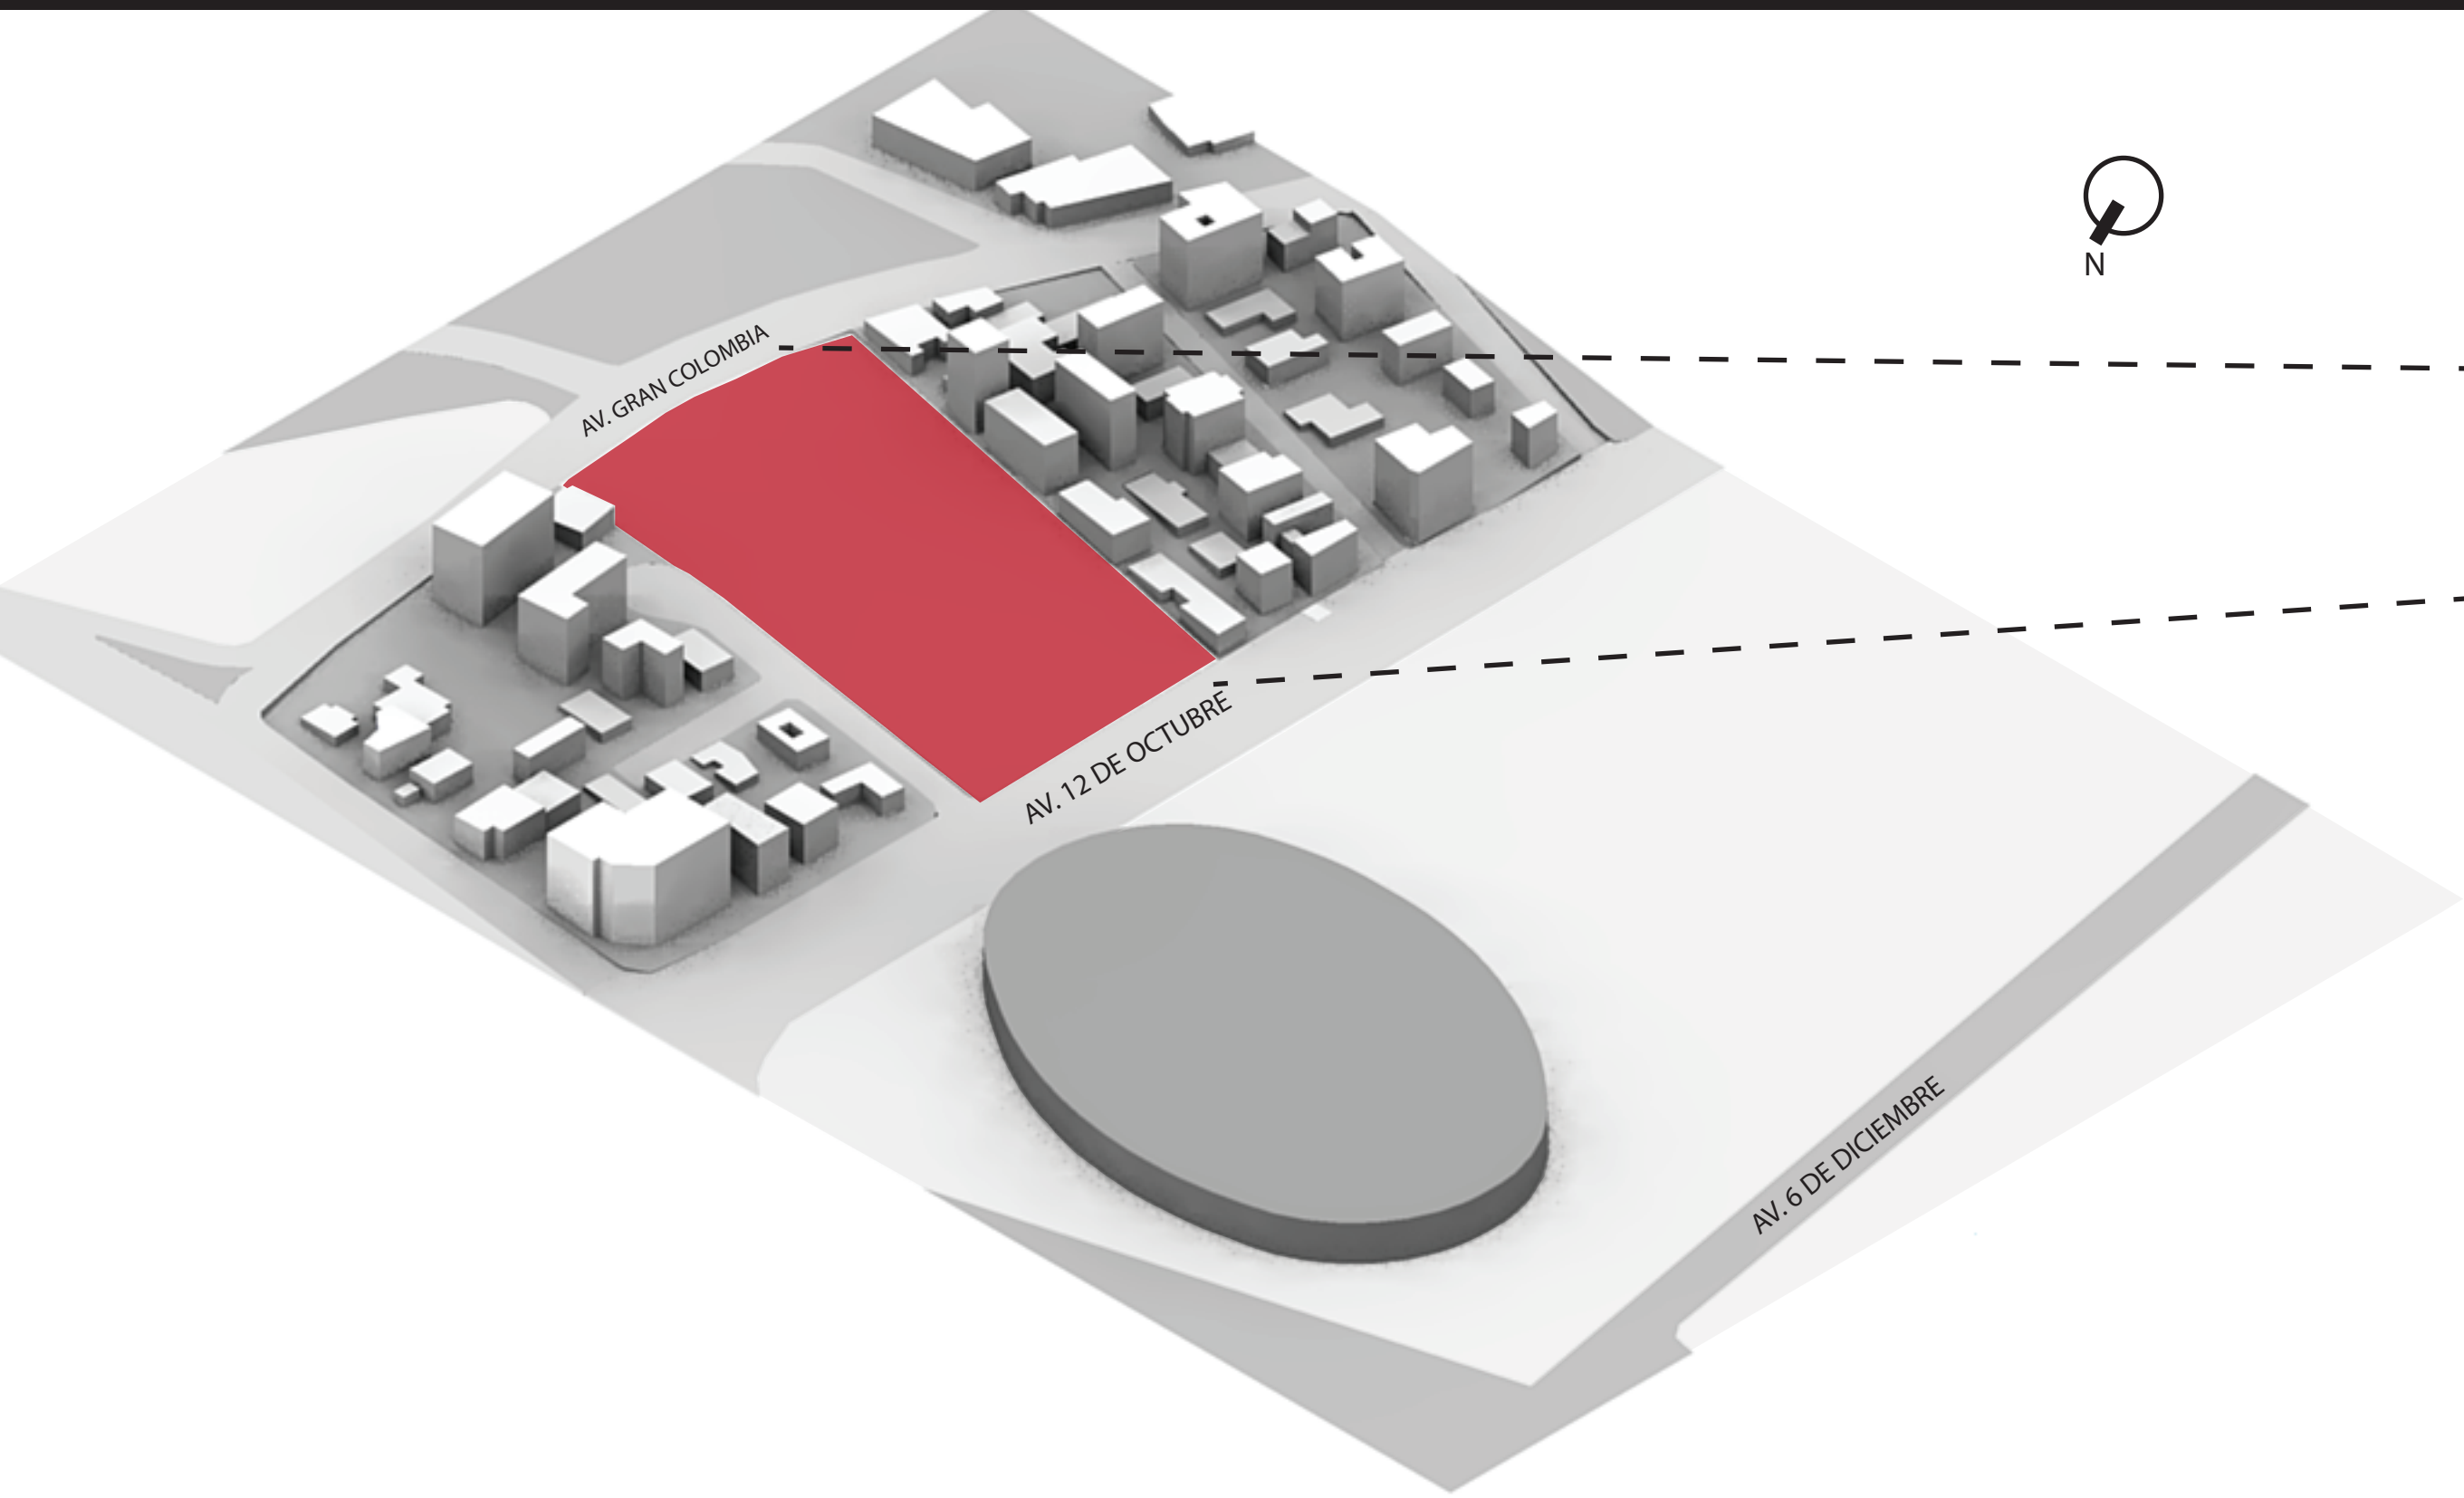 N
AV. GRAN COLOMBIA
AV. 12 DE OCTUBRE
AV. 6 DE DICIEMBRE